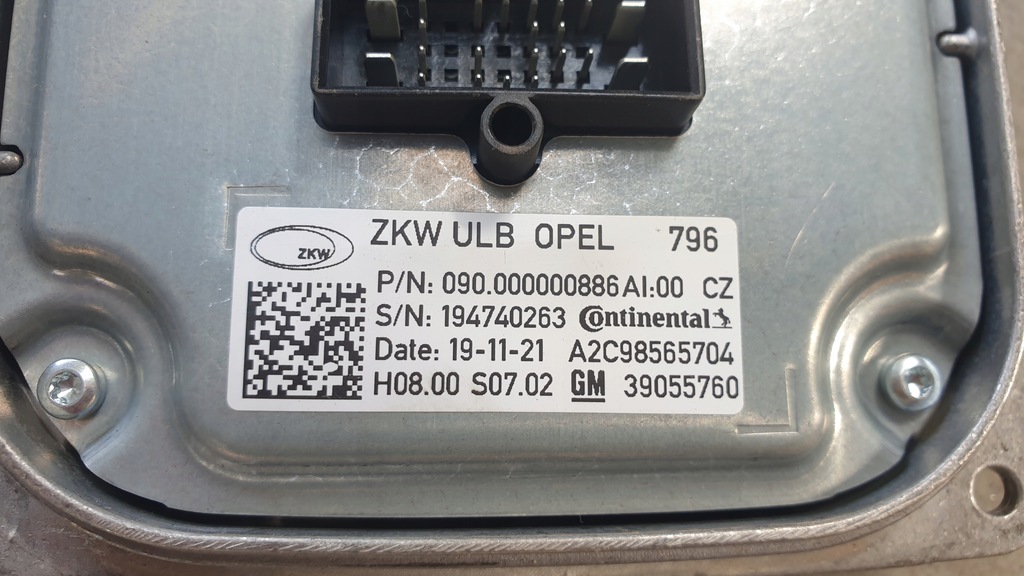 ZKW
ZKW ULB OPEL 796
P/N: 090.000000886 AI:00 CZ
S/N: 194740263 Continental
Date: 19-11-21 A2C98565704
H08.00 S07.02 GM 39055760